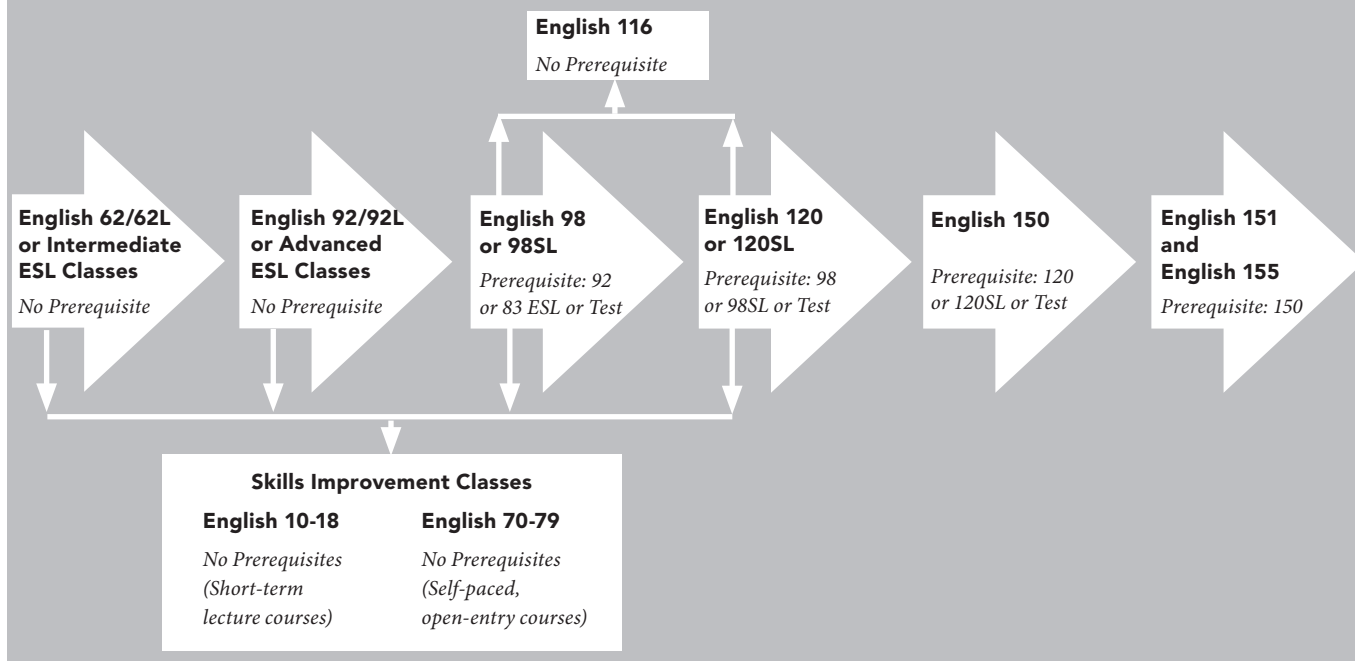 English 116
No Prerequisite
English 62/62L
or Intermediate
ESL Classes
No Prerequisite
English 92/92L
or Advanced
ESL Classes
No Prerequisite
English 98
or 98SL
Prerequisite: 92
or 83 ESL or Test
English 120
or 120SL
Prerequisite: 98
or 98SL or Test
English 150
Prerequisite: 120
or 120SL or Test
English 151
and
English 155
Prerequisite: 150
Skills Improvement Classes
English 10-18
No Prerequisites
(Short-term
lecture courses)
English 70-79
No Prerequisites
(Self-paced,
open-entry courses)